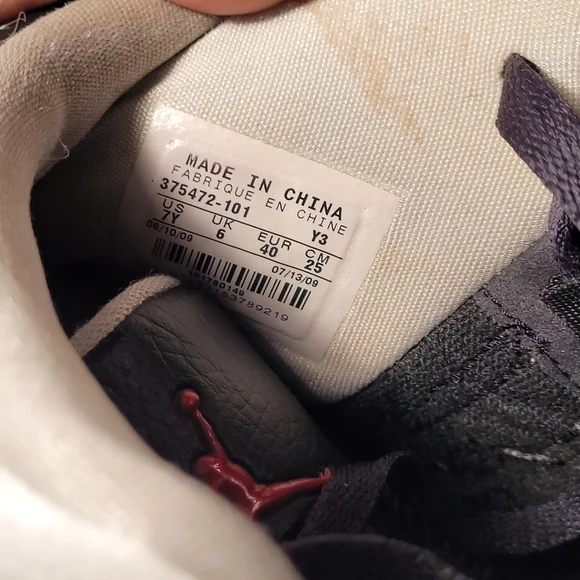 MADE IN CHINA
FABRIQUE EN CHINE
375472-101 Y3
US UK EUR CM
7Y 6 40 25
06/10/09 07/13/09